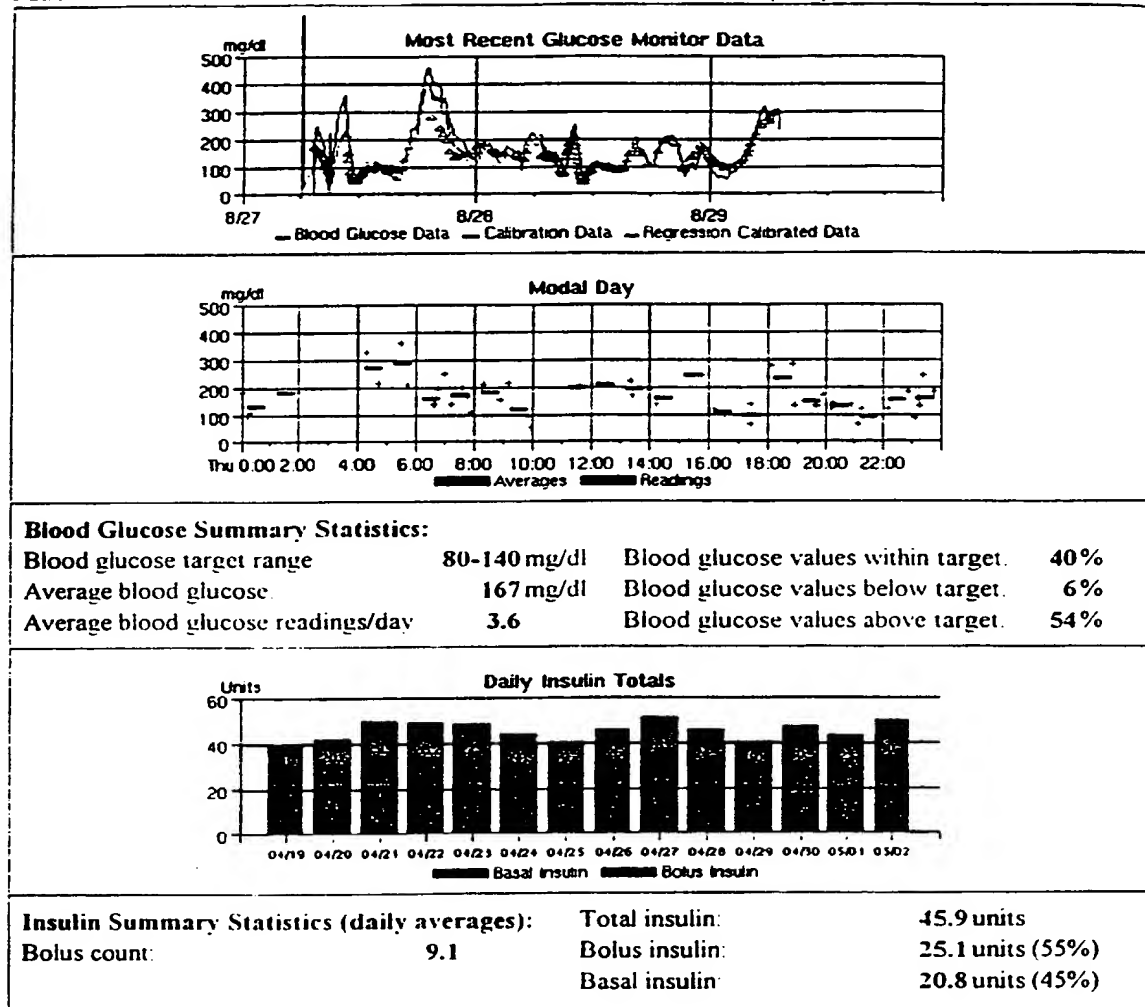 Most Recent Glucose Monitor Data
mg/dl
500
400
300
200
100
0
8/27 8/28 8/29
Blood Glucose Data Calibration Data Regression Calibrated Data
Modal Day
mg/dl
500
400
300
200
100
0
Thu 0:00 2:00 4:00 6:00 8:00 10:00 12:00 14:00 16:00 18:00 20:00 22:00
Averages Readings
Blood Glucose Summary Statistics:
Blood glucose target range 80-140 mg/dl Blood glucose values within target. 40%
Average blood glucose. 167 mg/dl Blood glucose values below target. 6%
Average blood glucose readings/day 3.6 Blood glucose values above target. 54%
Daily Insulin Totals
Units
60
40
20
0
04/19 04/20 04/21 04/22 04/23 04/24 04/25 04/26 04/27 04/28 04/29 04/30 05/01 05/02
Basal Insulin Bolus Insulin
Insulin Summary Statistics (daily averages): Total insulin: 45.9 units
Bolus count: 9.1 Bolus insulin: 25.1 units (55%)
Basal insulin 20.8 units (45%)